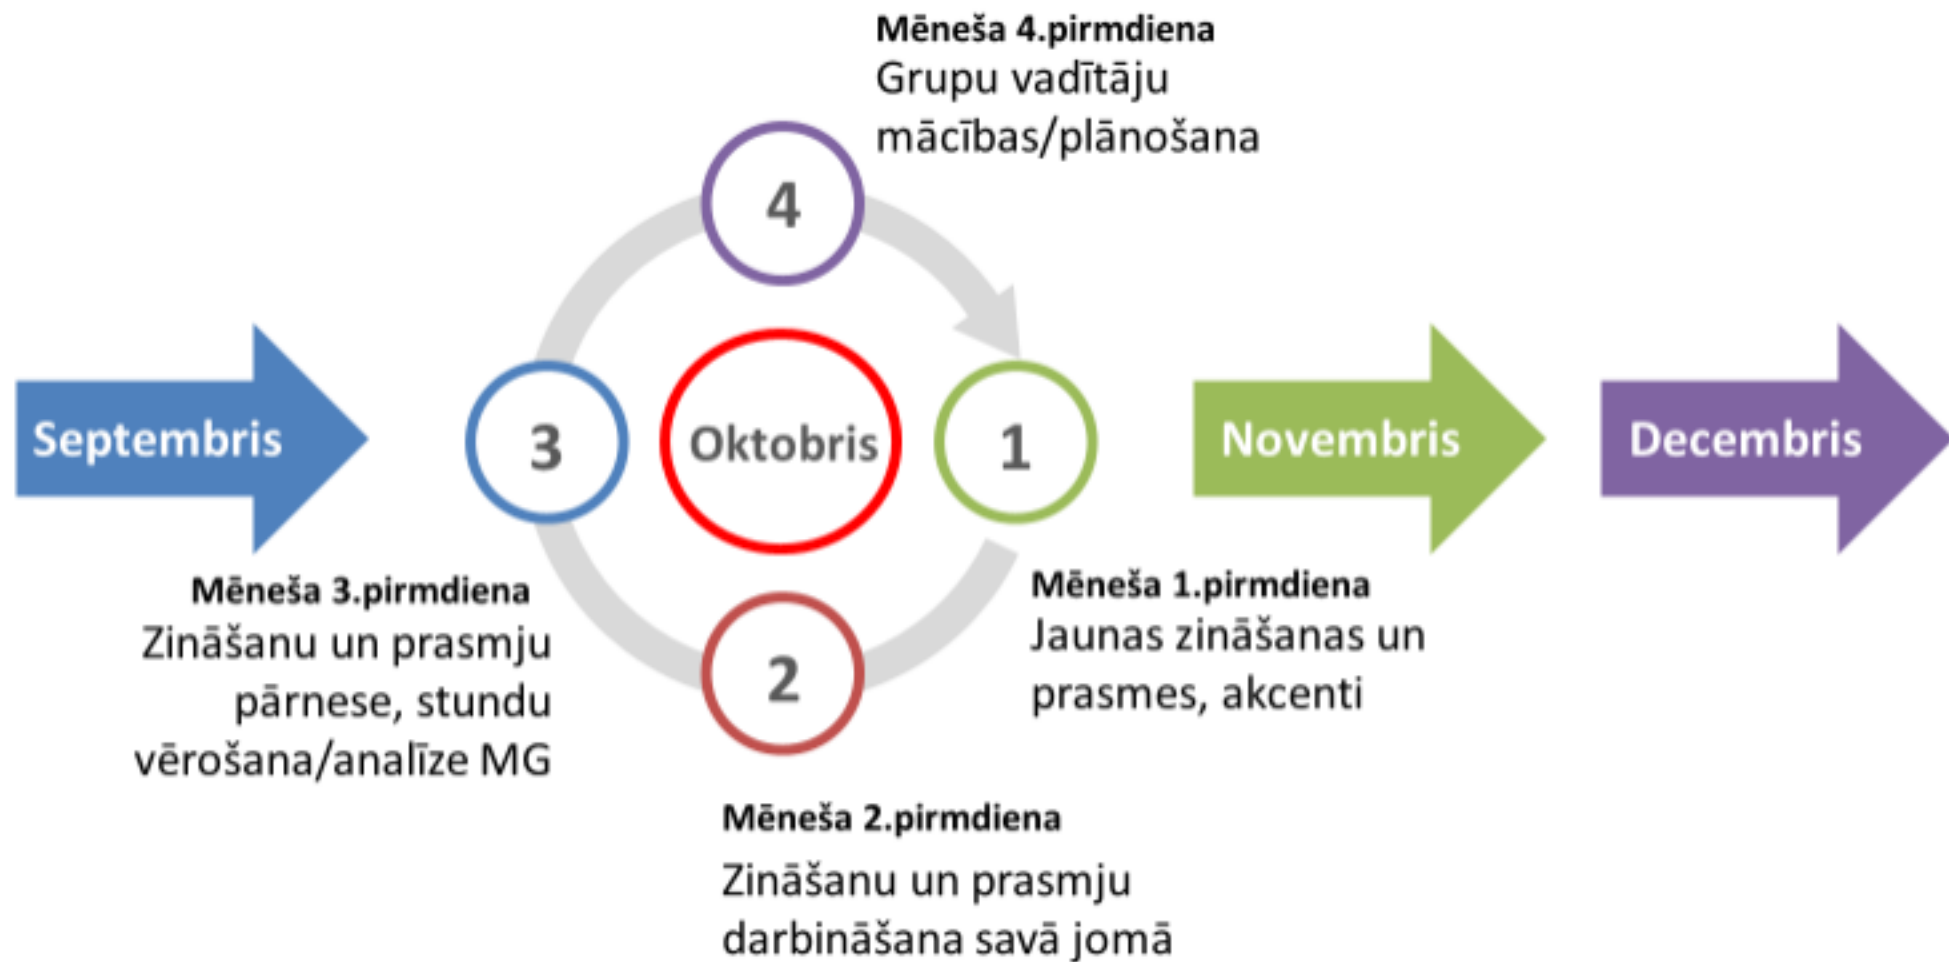 Mēneša 4.pirmdiena
Grupu vadītāju
mācības/plānošana
4
Septembris
3
Oktobris
1
Novembris
Decembris
Mēneša 3.pirmdiena
Zināšanu un prasmju
pārnese, stundu
vērošana/analīze MG
Mēneša 1.pirmdiena
Jaunas zināšanas un
prasmes, akcenti
2
Mēneša 2.pirmdiena
Zināšanu un prasmju
darbināšana savā jomā